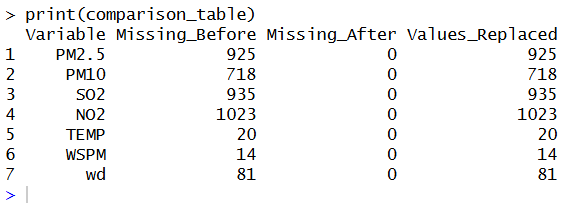 > print(comparison_table)
  Variable Missing_Before Missing_After Values_Replaced
1    PM2.5            925             0             925
2     PM10            718             0             718
3      SO2            935             0             935
4      NO2           1023             0            1023
5     TEMP             20             0              20
6     WSPM             14             0              14
7       wd             81             0              81
>